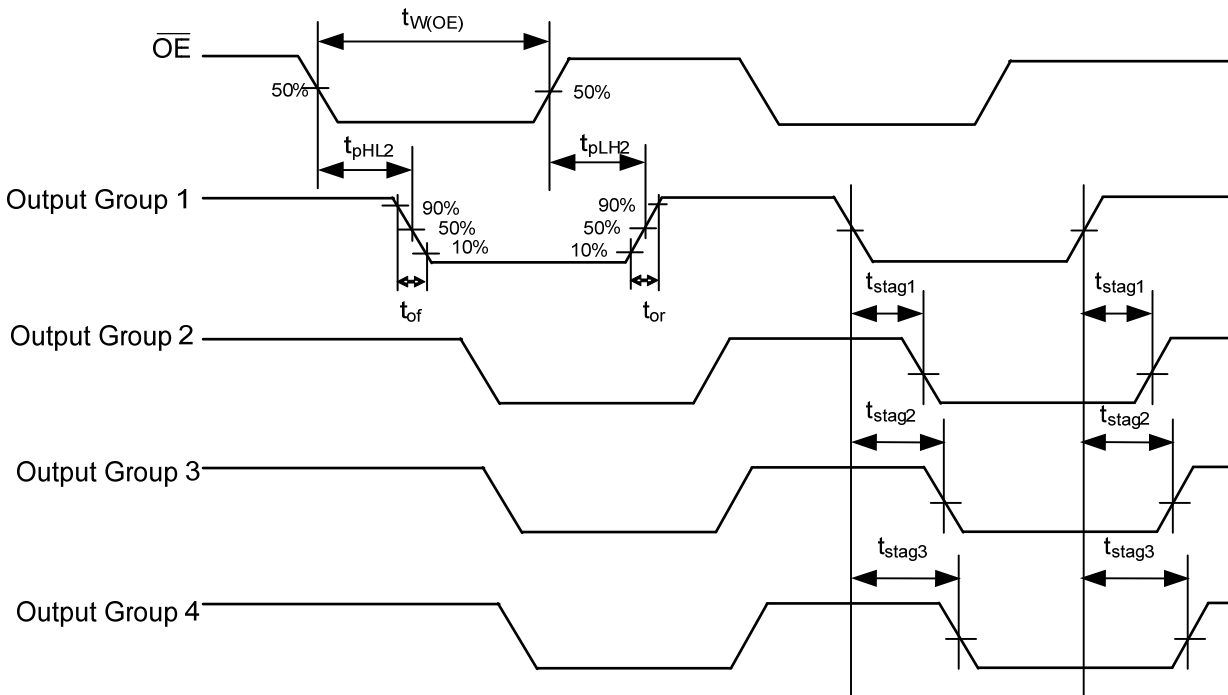 tW(OE)
OE
50%
50%
tpHL2
tpLH2
Output Group 1
90%
50%
10%
90%
50%
10%
tof
tor
tstag1
tstag1
Output Group 2
tstag2
tstag2
Output Group 3
tstag3
tstag3
Output Group 4